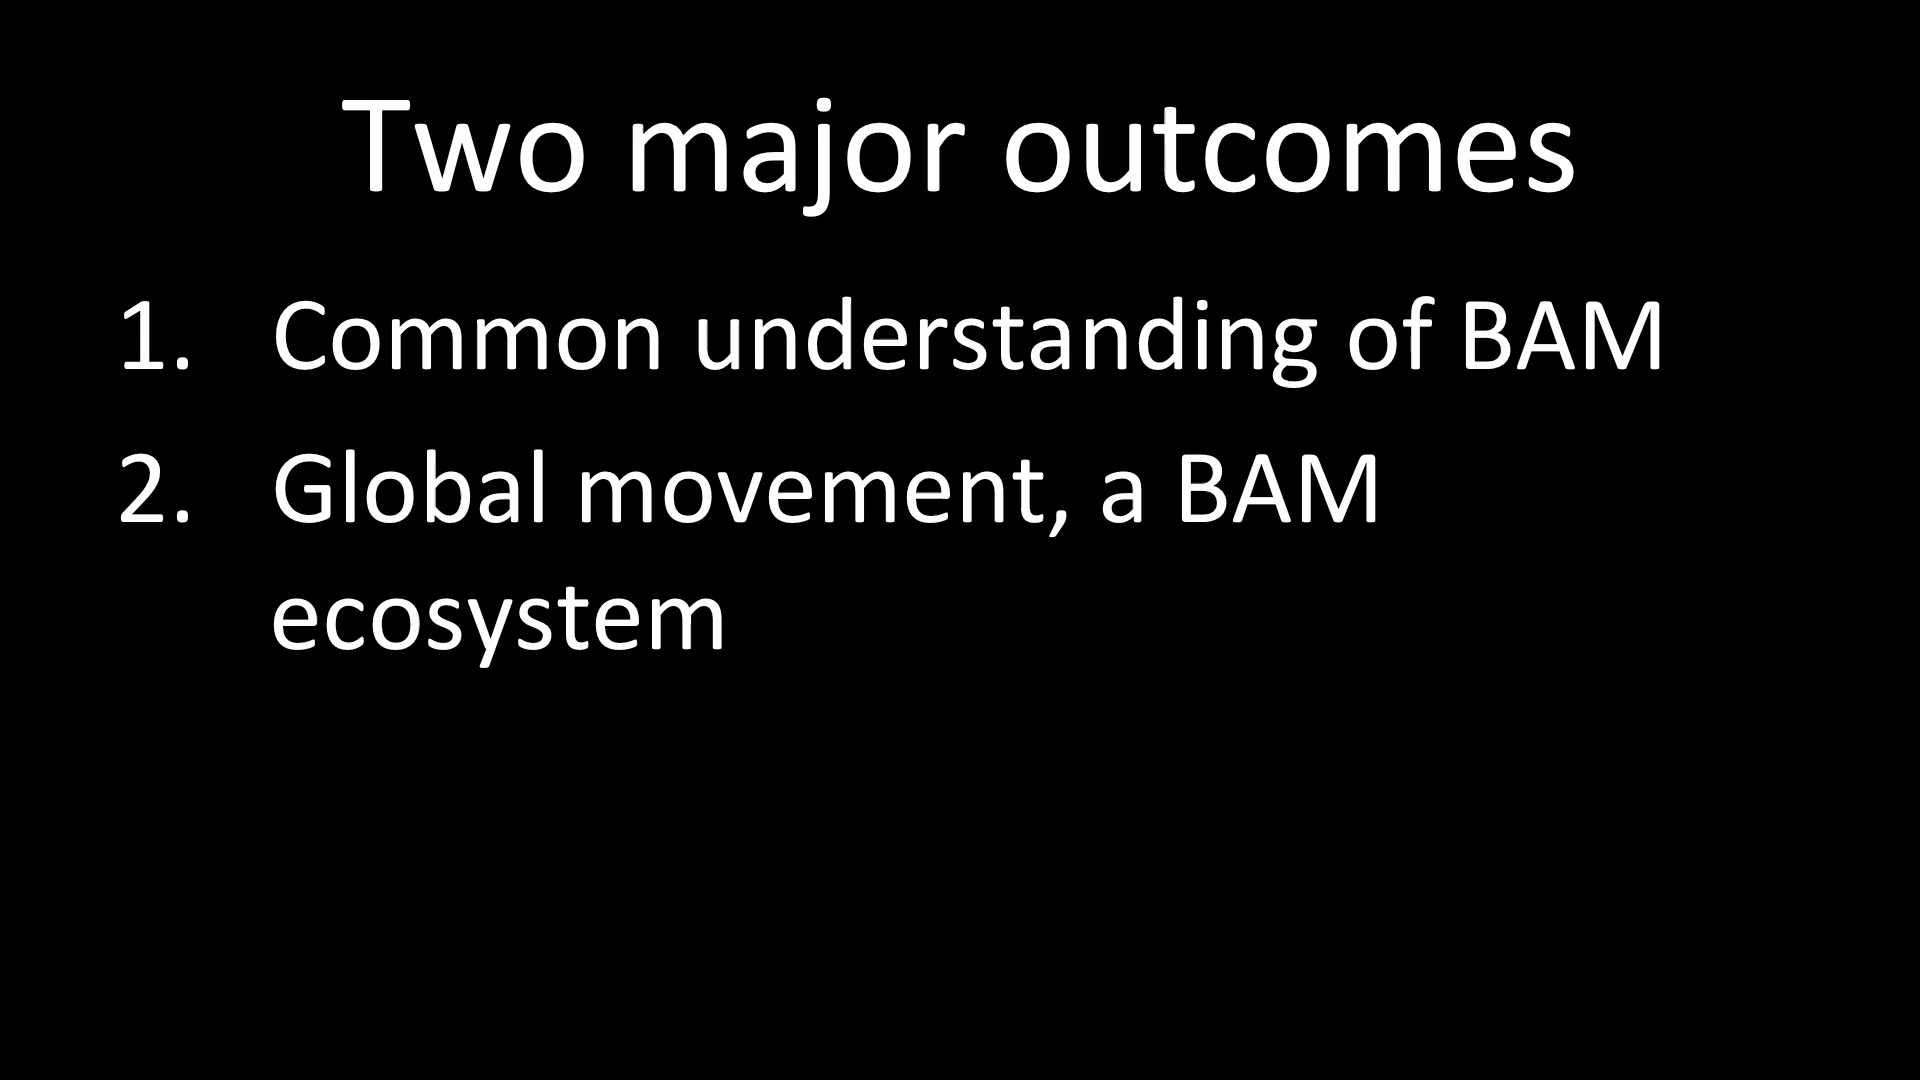 Two major outcomes
1. Common understanding of BAM
2. Global movement, a BAM
ecosystem